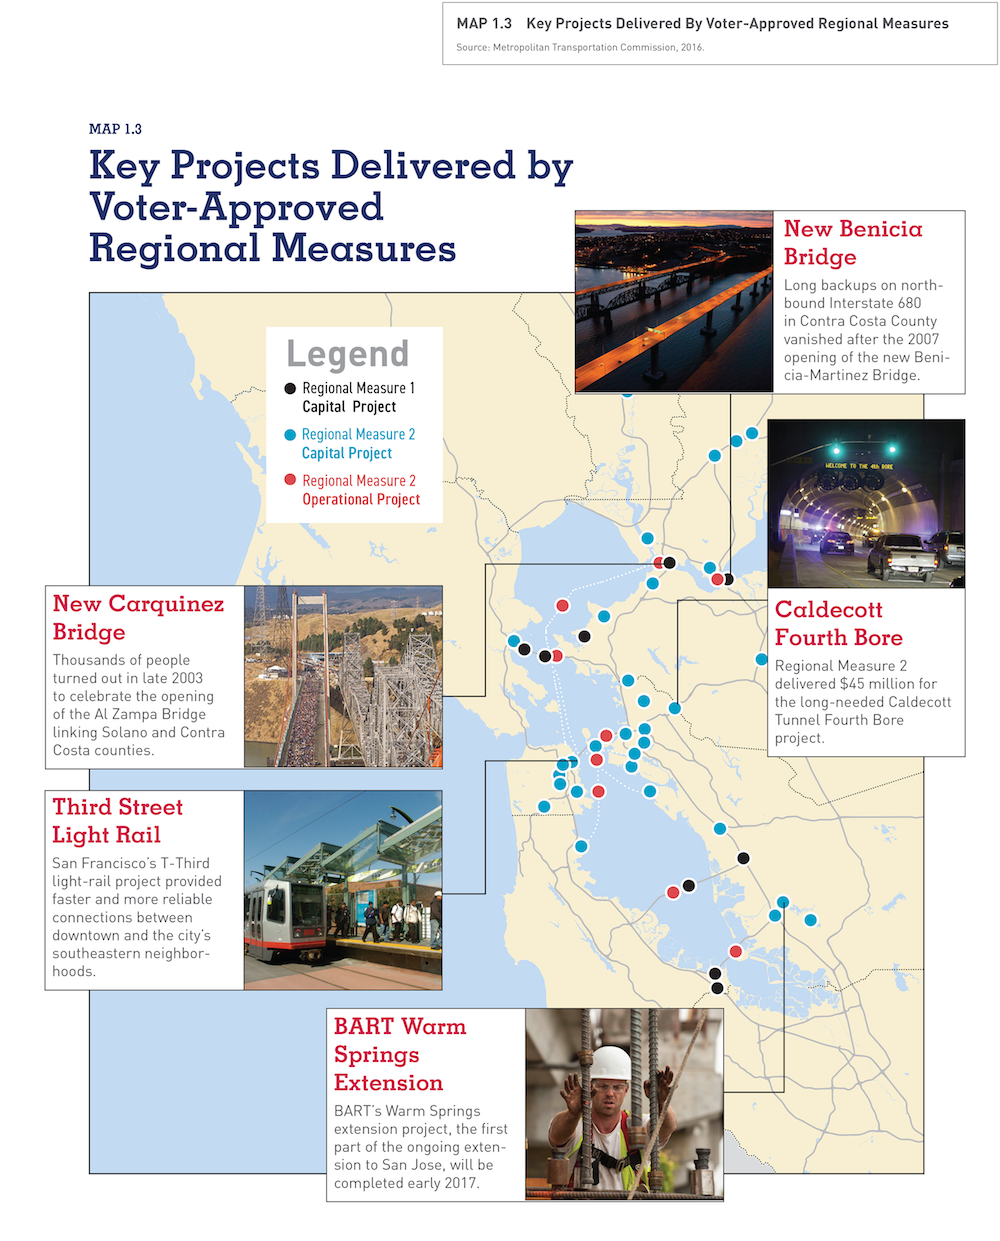 MAP 1.3 Key Projects Delivered By Voter-Approved Regional Measures
Source: Metropolitan Transportation Commission, 2016.
MAP 1.3
Key Projects Delivered by
Voter-Approved
Regional Measures
New Benicia
Bridge
Long backups on north-
bound Interstate 680
in Contra Costa County
vanished after the 2007
opening of the new Beni-
cia-Martinez Bridge.
Legend
Regional Measure 1
Capital Project
Regional Measure 2
Capital Project
Regional Measure 2
Operational Project
WELCOME TO THE 4th BORE
Caldecott
Fourth Bore
Regional Measure 2
delivered $45 million for
the long-needed Caldecott
Tunnel Fourth Bore
project.
New Carquinez
Bridge
Thousands of people
turned out in late 2003
to celebrate the opening
of the Al Zampa Bridge
linking Solano and Contra
Costa counties.
Third Street
Light Rail
San Francisco's T-Third
light-rail project provided
faster and more reliable
connections between
downtown and the city's
southeastern neighbor-
hoods.
BART Warm
Springs
Extension
BART's Warm Springs
extension project, the first
part of the ongoing exten-
sion to San Jose, will be
completed early 2017.